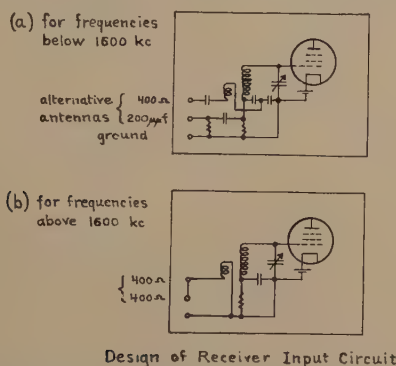 (a) for frequencies
below 1600 kc
alternative { 400Ω
antennas { 200μμf
ground
(b) for frequencies
above 1600 kc
{ 400Ω
{ 400Ω
Design of Receiver Input Circuit